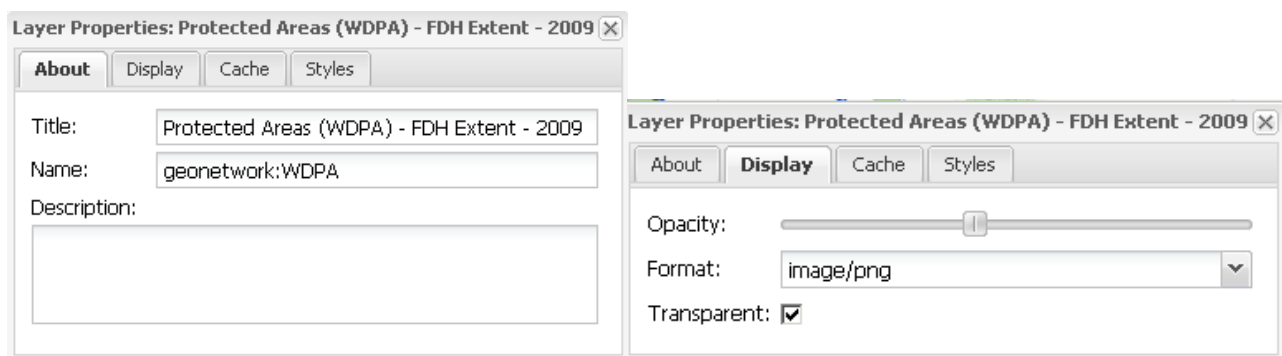 Layer Properties: Protected Areas (WDPA) - FDH Extent - 2009
About Display Cache Styles
Title: Protected Areas (WDPA) - FDH Extent - 2009
Name: geonetwork:WDPA
Description:
Layer Properties: Protected Areas (WDPA) - FDH Extent - 2009
About Display Cache Styles
Opacity:
Format: image/png
Transparent: